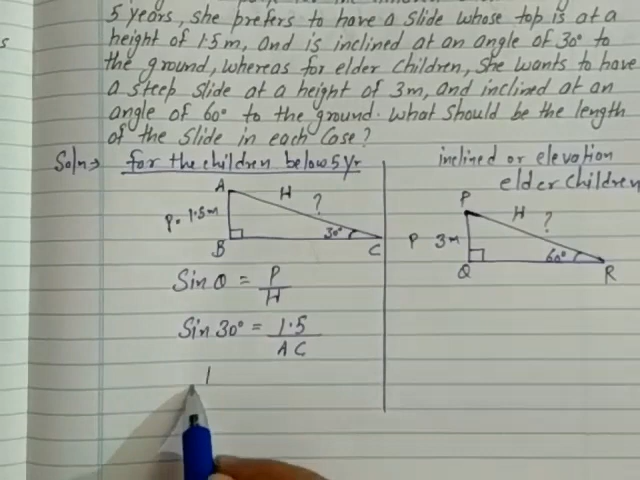 5 years, she prefers to have a slide whose top is at a
height of 1.5 m, and is inclined at an angle of 30° to
the ground, whereas for elder children, She wants to have
a steep slide at a height of 3m, and inclined at an
angle of 60° to the ground. What should be the length
of the slide in each Case?
Soln⇒ for the children below 5 yr
inclined or elevation
elder children
A
H
?
P. 1.5m
30°
B
C
P
H
?
P 3m
60°
Q
R
Sin θ = P/H
Sin 30° = 1.5/AC
1